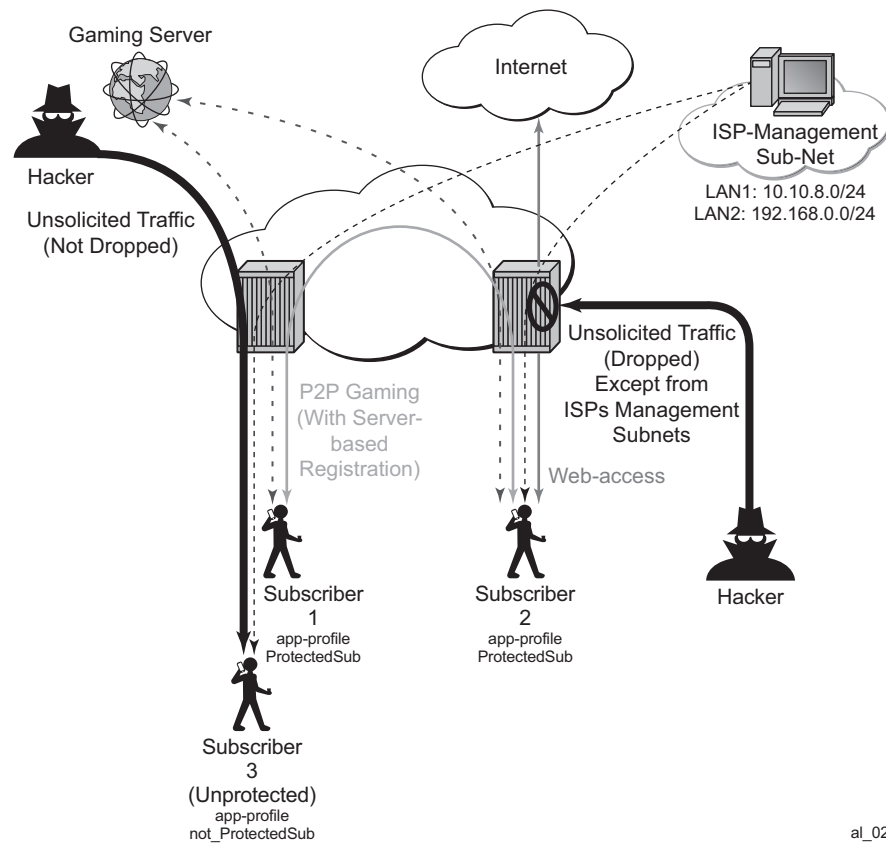 Gaming Server
Hacker
Unsolicited Traffic
(Not Dropped)
Internet
ISP-Management
Sub-Net
LAN1: 10.10.8.0/24
LAN2: 192.168.0.0/24
Unsolicited Traffic
(Dropped)
Except from
ISPs Management
Subnets
P2P Gaming
(With Server-
based
Registration)
Web-access
Subscriber
1
app-profile
ProtectedSub
Subscriber
2
app-profile
ProtectedSub
Hacker
Subscriber
3
(Unprotected)
app-profile
not_ProtectedSub
al_02